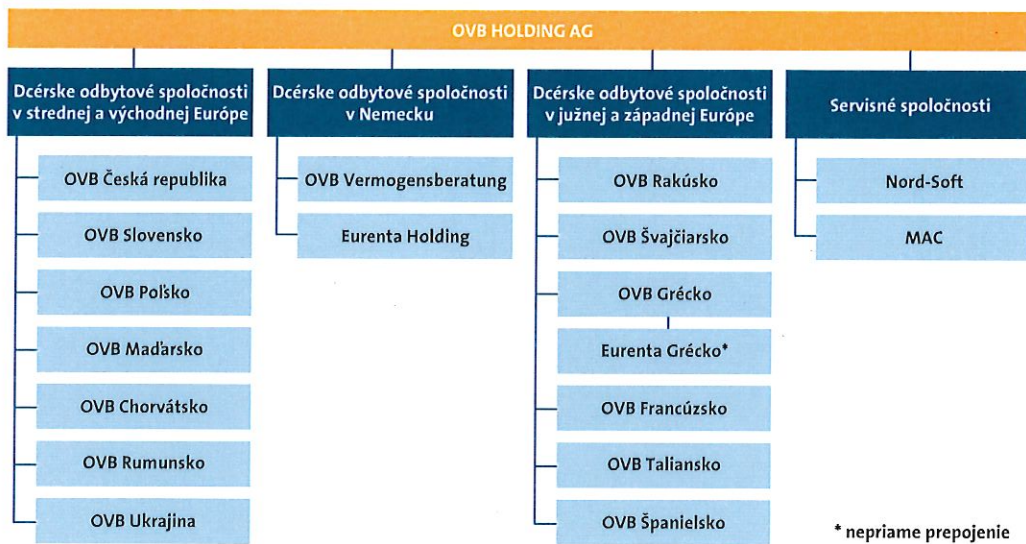 OVB HOLDING AG
Dcérske odbytové spoločnosti
v strednej a východnej Európe
OVB Česká republika
OVB Slovensko
OVB Poľsko
OVB Maďarsko
OVB Chorvátsko
OVB Rumunsko
OVB Ukrajina
Dcérske odbytové spoločnosti
v Nemecku
OVB Vermogensberatung
Eurenta Holding
Dcérske odbytové spoločnosti
v južnej a západnej Európe
OVB Rakúsko
OVB Švajčiarsko
OVB Grécko
Eurenta Grécko*
OVB Francúzsko
OVB Taliansko
OVB Španielsko
Servisné spoločnosti
Nord-Soft
MAC
* nepriame prepojenie